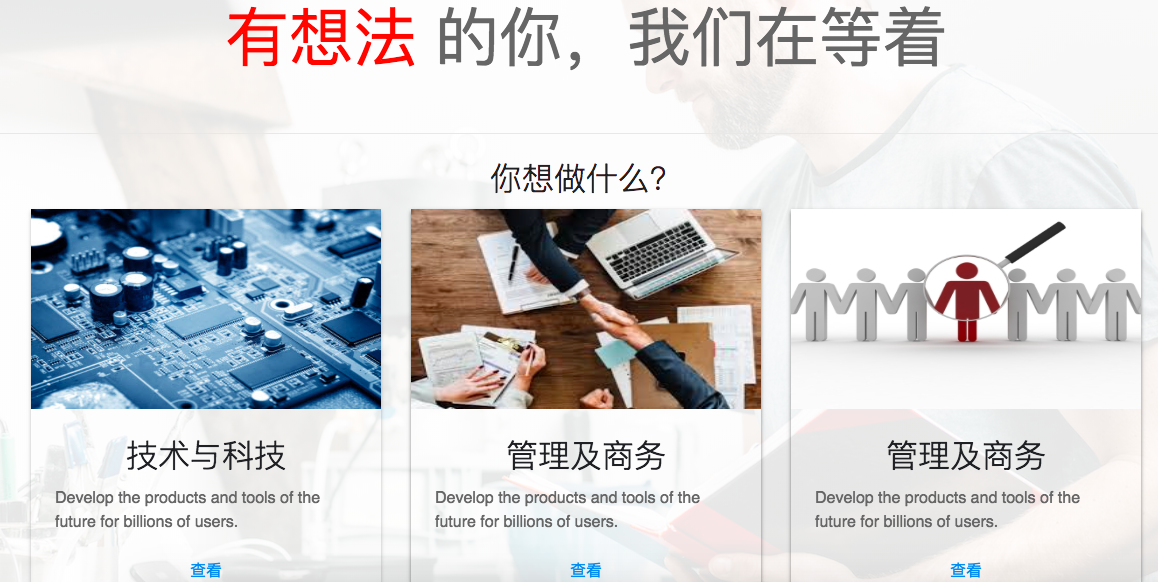 有想法 的你，我们在等着
你想做什么？
技术与科技
Develop the products and tools of the
future for billions of users.
查看
管理及商务
Develop the products and tools of the
future for billions of users.
查看
管理及商务
Develop the products and tools of the
future for billions of users.
查看